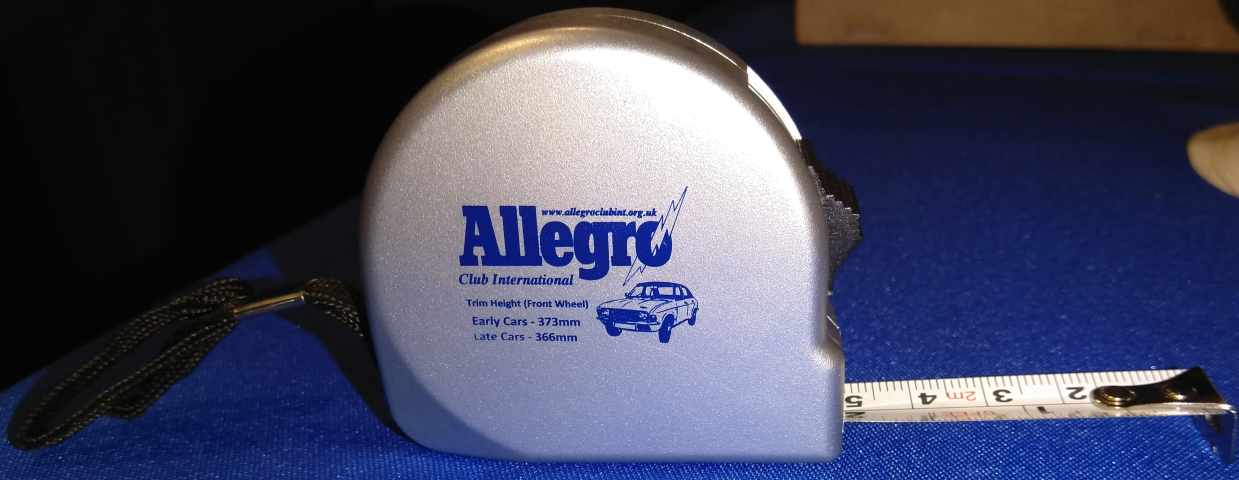 www.allegroclubint.org.uk
Allegro
Club International
Trim Height (Front Wheel)
Early Cars - 373mm
Late Cars - 366mm
5 4 2m 3 2